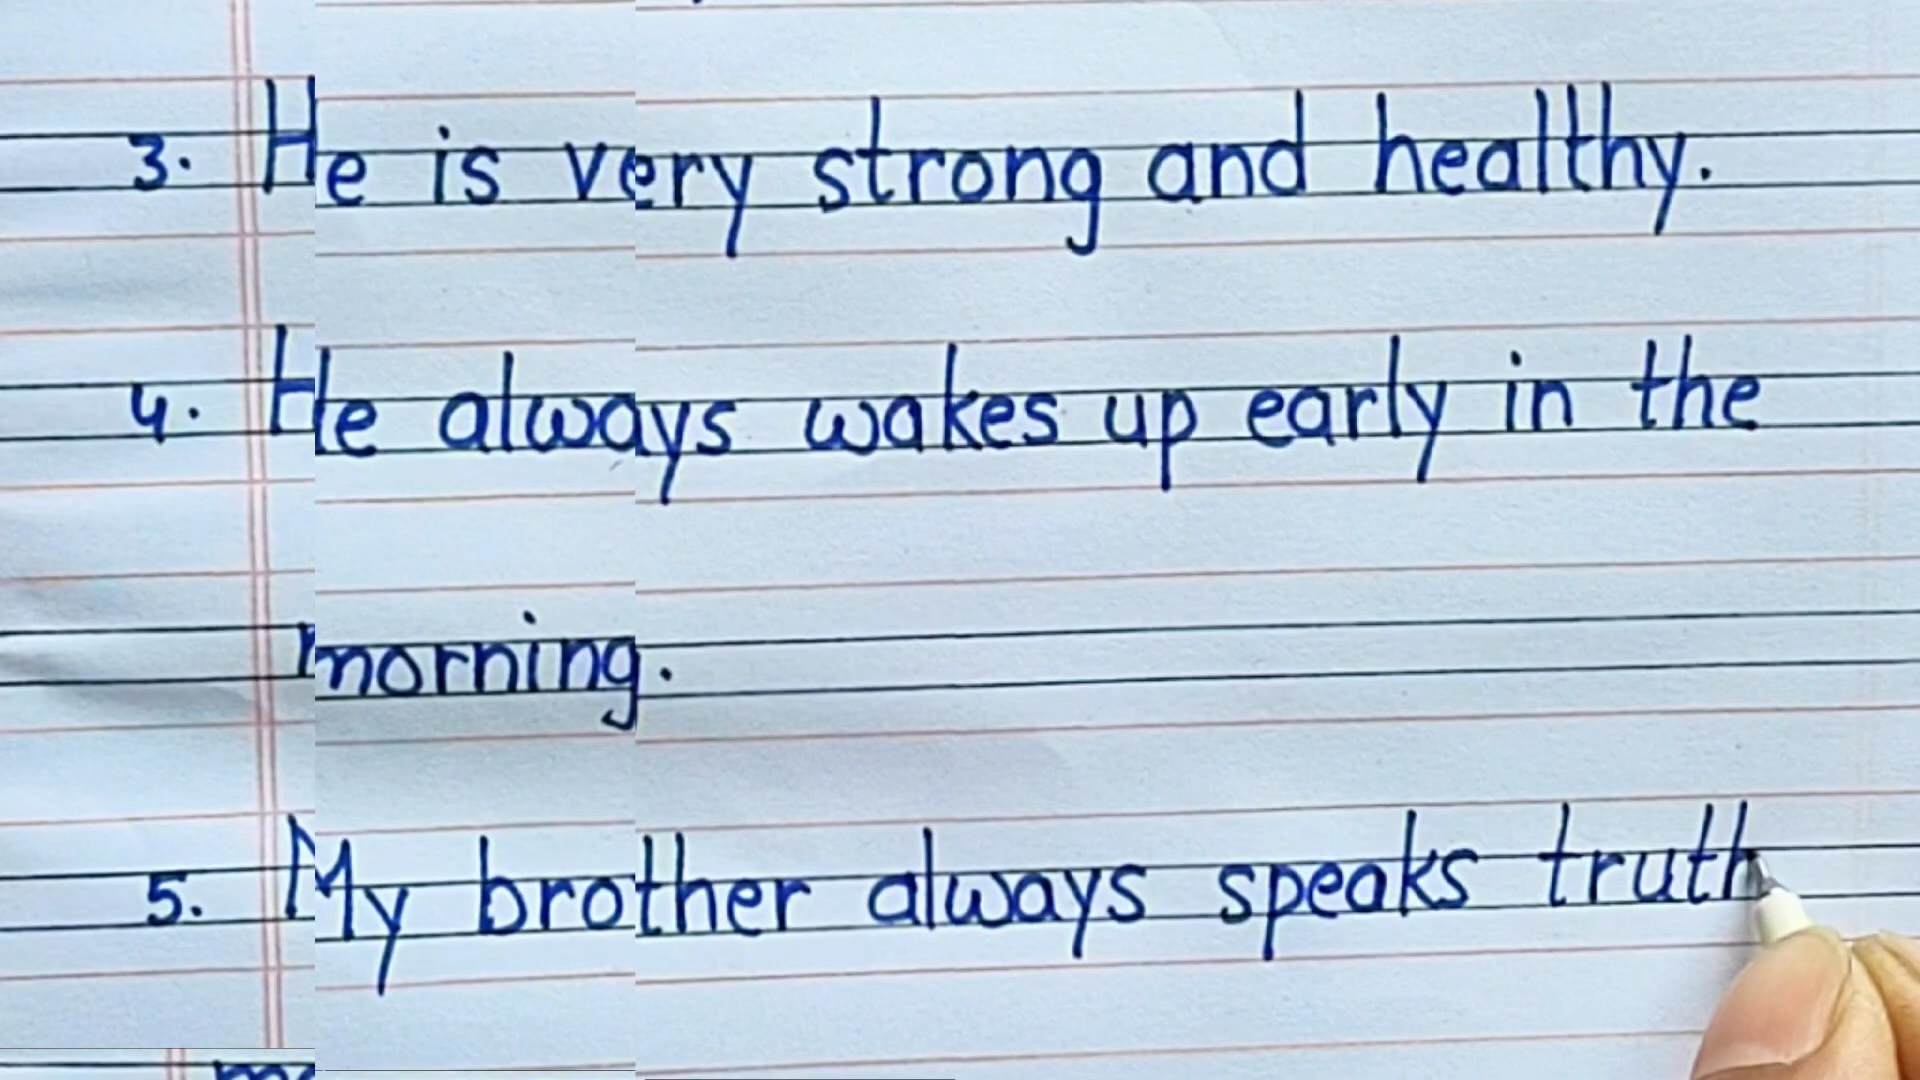 3. He is very strong and healthy.
4. He always wakes up early in the
morning.
5. My brother always speaks truth